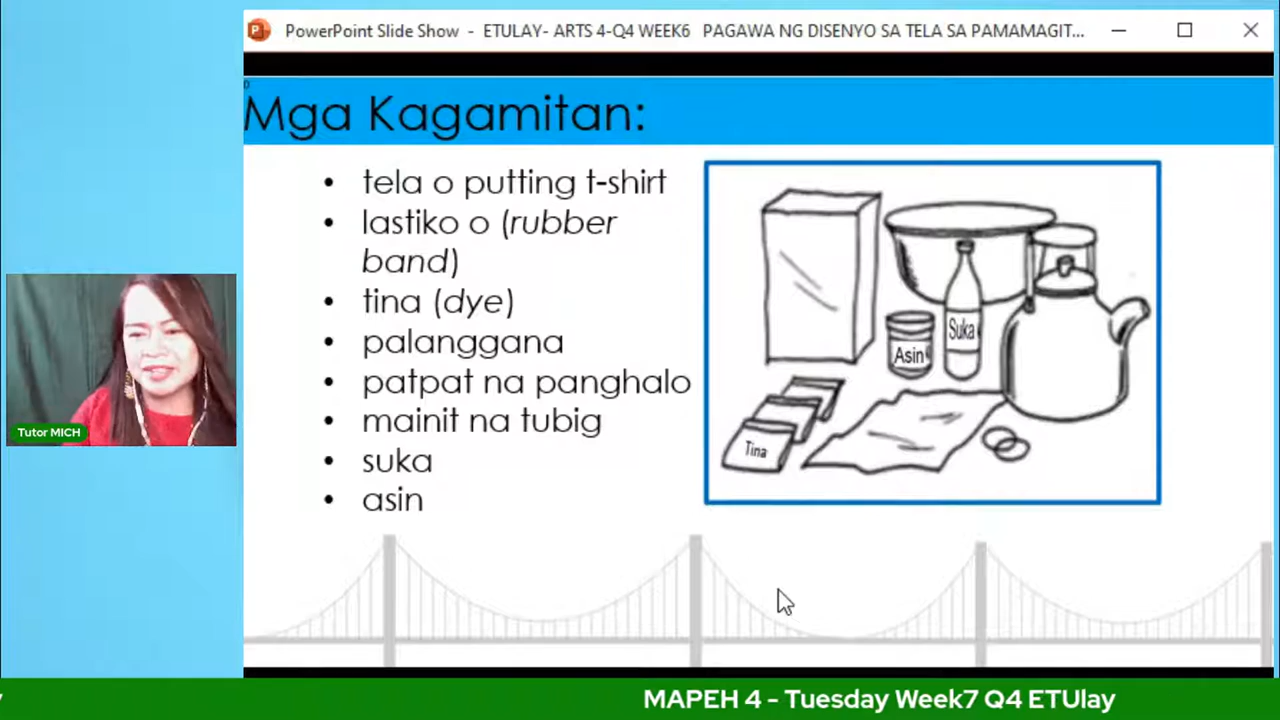 PowerPoint Slide Show - ETULAY- ARTS 4-Q4 WEEK6 PAGAWA NG DISENYO SA TELA SA PAMAMAGIT...
Mga Kagamitan:
• tela o putting t-shirt
• lastiko o (rubber
band)
• tina (dye)
• palanggana
• patpat na panghalo
• mainit na tubig
• suka
• asin
Suka
Asin
Tina
Tutor MICH
MAPEH 4 - Tuesday Week7 Q4 ETUlay